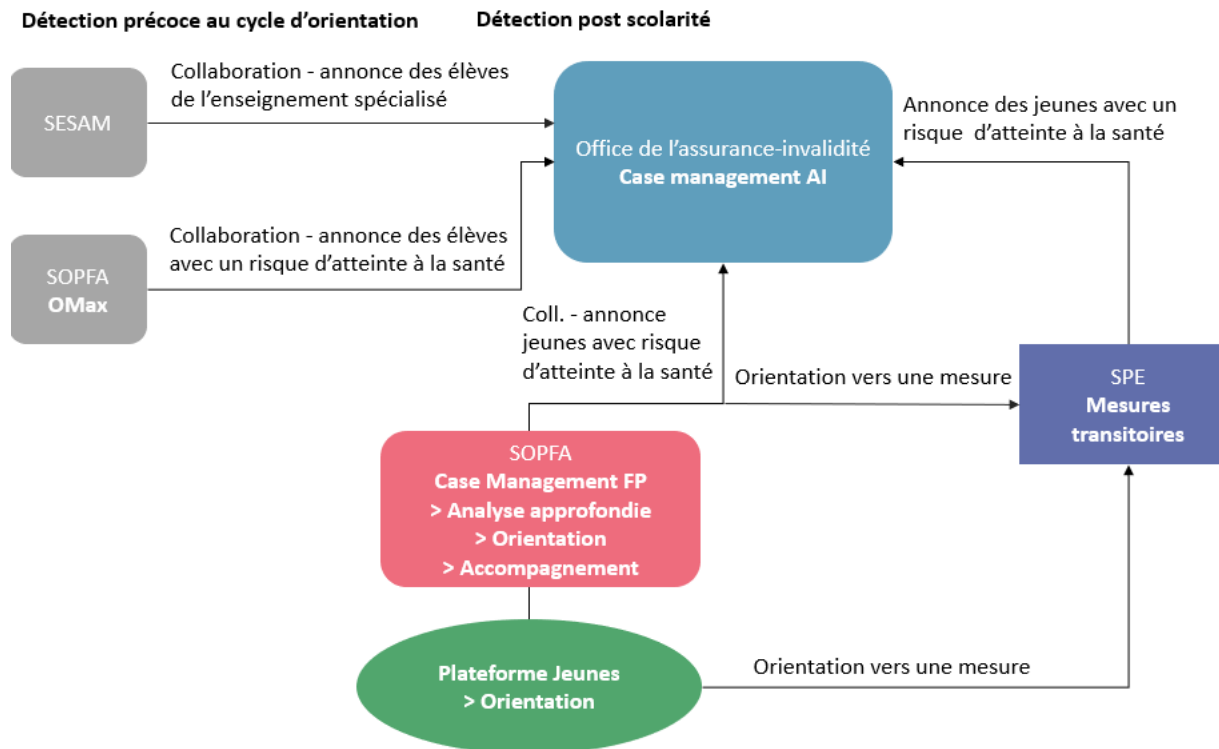 Détection précoce au cycle d’orientation
Détection post scolarité
Collaboration - annonce des élèves
de l’enseignement spécialisé
SESAM
Office de l’assurance-invalidité
Case management AI
Annonce des jeunes avec un
risque d’atteinte à la santé
Collaboration - annonce des élèves
avec un risque d’atteinte à la santé
SOPFA
OMax
Coll. - annonce
jeunes avec risque
d’atteinte à la santé
Orientation vers une mesure
SPE
Mesures
transitoires
SOPFA
Case Management FP
> Analyse approfondie
> Orientation
> Accompagnement
Plateforme Jeunes
> Orientation
Orientation vers une mesure